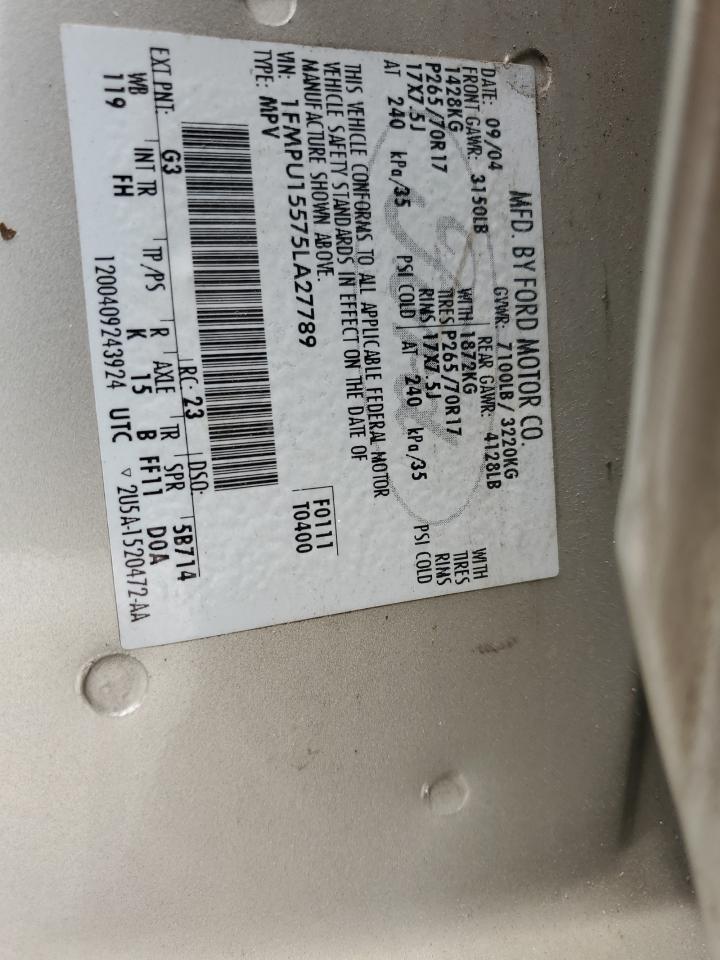 MFD. BY FORD MOTOR CO.
DATE: 09/04 GVWR: 7100LB/ 3220KG
FRONT GAWR: 3150LB REAR GAWR: 4128LB
1428KG WITH 1872KG WITH
P265/70R17 TIRES P265/70R17 TIRES
17X7.5J RIMS 17X7.5J RIMS
AT 240 kPa/35 PSI COLD AT 240 kPa/35 PSI COLD
THIS VEHICLE CONFORMS TO ALL APPLICABLE FEDERAL MOTOR
VEHICLE SAFETY STANDARDS IN EFFECT ON THE DATE OF
MANUFACTURE SHOWN ABOVE.
VIN: 1FMPU15575LA27789 F0111
TYPE: MPV T0400
EXT PNT: G3 RC: 23 DSO: 5B714
WB INT TR TP/PS R AXLE TR SPR
119 FH K 15 B FF11 D0A
1200409243924 UTC ▽ 2U5A-1520472-AA